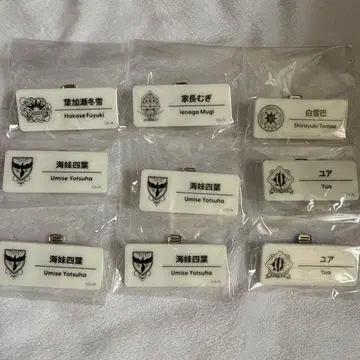 葉加瀬冬雪
Hakase Fuyuki
家長むぎ
Ienaga Mugi
白雪巴
Shirayuki Tomoe
海妹四葉
Umise Yotsuha
海妹四葉
Umise Yotsuha
ユア
Yua
海妹四葉
Umise Yotsuha
海妹四葉
Umise Yotsuha
ユア
Yua